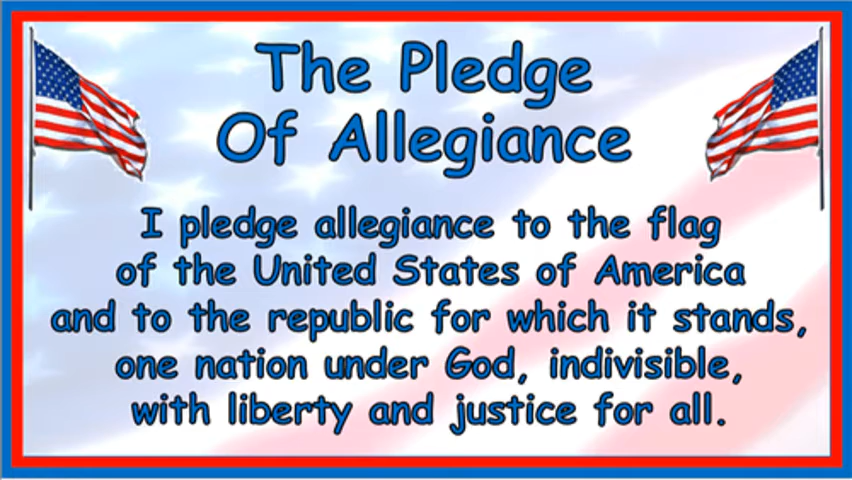 The Pledge
Of Allegiance
I pledge allegiance to the flag
of the United States of America
and to the republic for which it stands,
one nation under God, indivisible,
with liberty and justice for all.